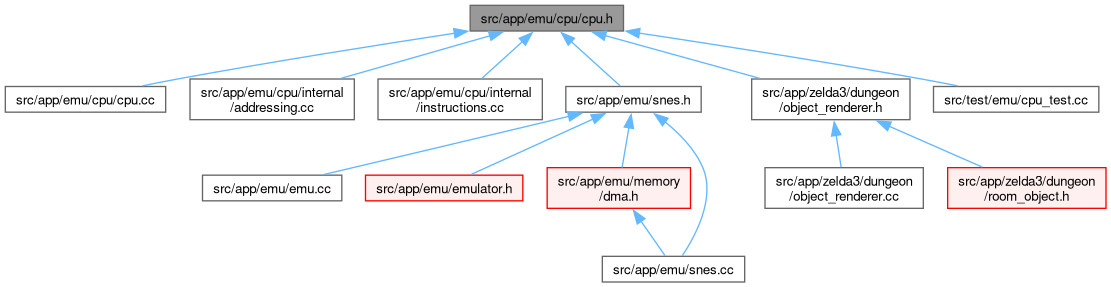 src/app/emu/cpu/cpu.h
src/app/emu/cpu/cpu.cc
src/app/emu/cpu/internal
/addressing.cc
src/app/emu/cpu/internal
/instructions.cc
src/app/emu/snes.h
src/app/zelda3/dungeon
/object_renderer.h
src/test/emu/cpu_test.cc
src/app/emu/emu.cc
src/app/emu/emulator.h
src/app/emu/memory
/dma.h
src/app/zelda3/dungeon
/object_renderer.cc
src/app/zelda3/dungeon
/room_object.h
src/app/emu/snes.cc